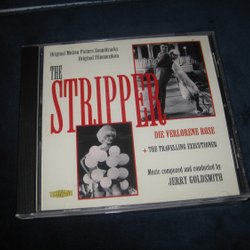 Original Motion Picture Soundtracks
Original Filmmusiken
THE
STRIPPER
DIE VERLORENE ROSE
+ THE TRAVELLING EXECUTIONER
Music composed and conducted by
JERRY GOLDSMITH